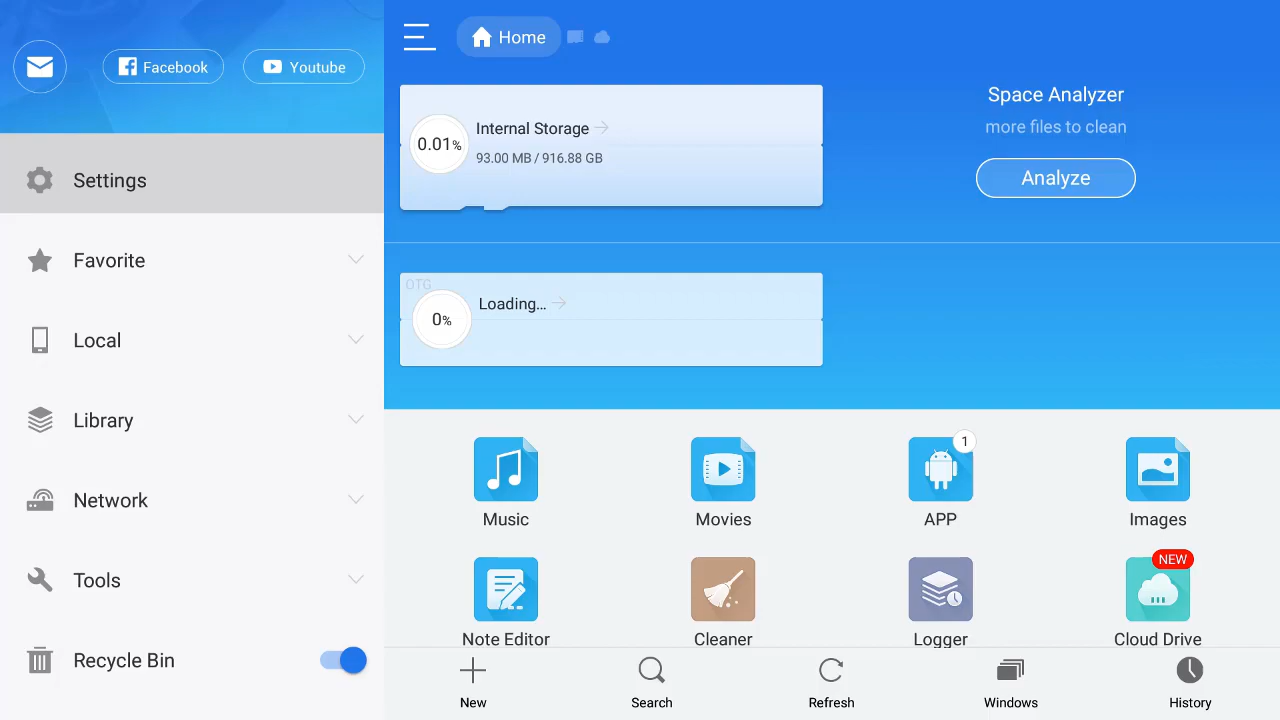 Facebook
Youtube
Settings
Favorite
Local
Library
Network
Tools
Recycle Bin
Home
0.01%
Internal Storage
93.00 MB / 916.88 GB
Space Analyzer
more files to clean
Analyze
OTG
0%
Loading...
Music
Movies
1
APP
Images
Note Editor
Cleaner
Logger
NEW
Cloud Drive
New
Search
Refresh
Windows
History